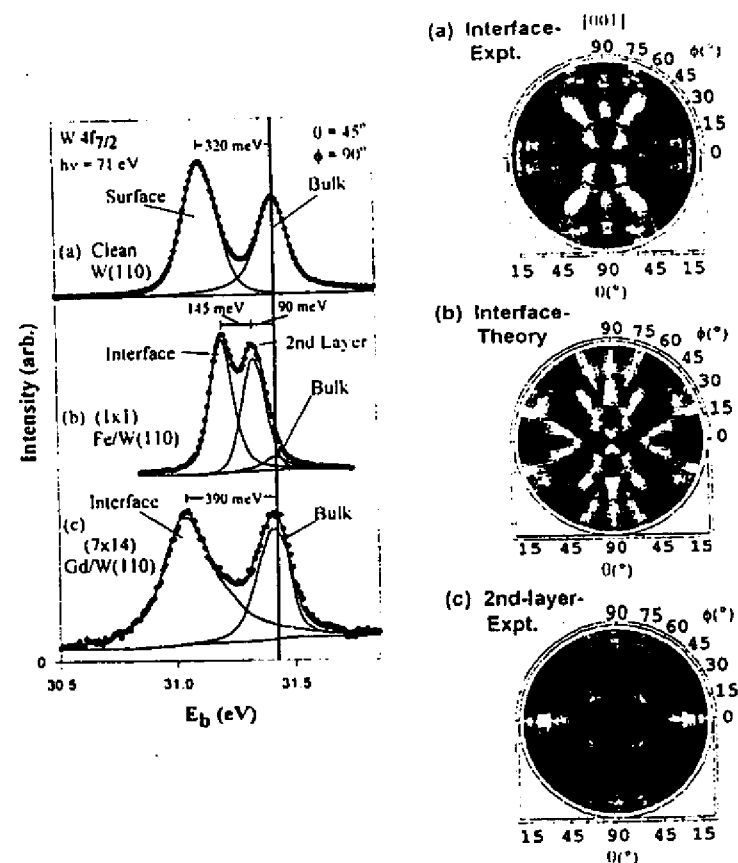 W 4f7/2
hν = 71 eV
320 meV
θ = 45°
φ = 90°
Surface
Bulk
(a) Clean
W(110)
145 meV
90 meV
Interface
2nd Layer
Bulk
(b) (1x1)
Fe/W(110)
Interface
390 meV
Bulk
(c)
(7x14)
Gd/W(110)
Intensity (arb.)
0
30.5
31.0
31.5
Eb (eV)
(a) Interface-
Expt.
[001]
90 75 60 φ(°)
45
30
15
0
15 45 90 45 15
θ(°)
(b) Interface-
Theory
90 75 60 φ(°)
45
30
15
0
15 45 90 45 15
θ(°)
(c) 2nd-layer-
Expt.
90 75 60 φ(°)
45
30
15
0
15 45 90 45 15
θ(°)